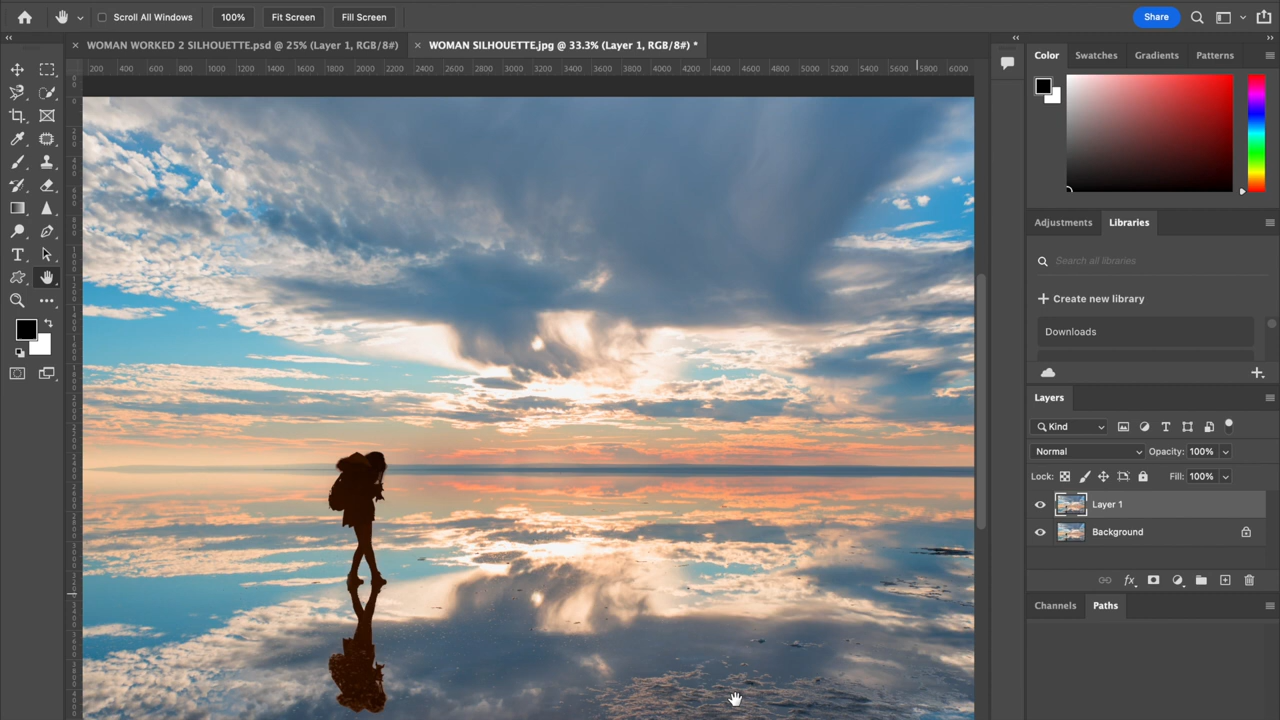 Scroll All Windows 100% Fit Screen Fill Screen Share
WOMAN WORKED 2 SILHOUETTE.psd @ 25% (Layer 1, RGB/8#) WOMAN SILHOUETTE.jpg @ 33.3% (Layer 1, RGB/8#) *
200 400 600 800 1000 1200 1400 1600 1800 2000 2200 2400 2600 2800 3000 3200 3400 3600 3800 4000 4200 4400 4600 4800 5000 5200 5400 5600 5800 6000
Color Swatches Gradients Patterns
Adjustments Libraries
Search all libraries
Create new library
Downloads
Layers
Kind
Normal Opacity: 100%
Lock: Fill: 100%
Layer 1
Background
fx
Channels Paths